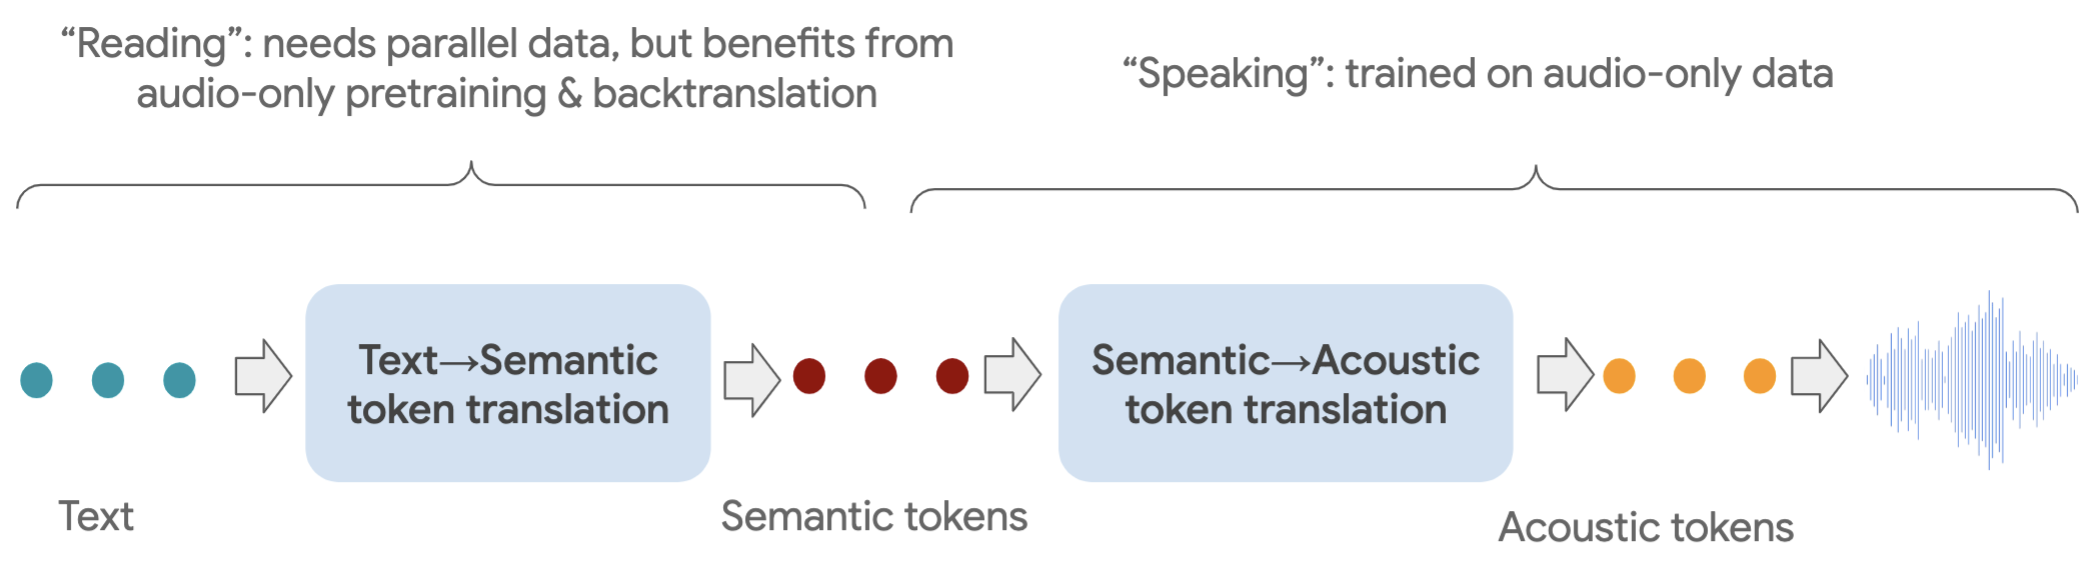 “Reading”: needs parallel data, but benefits from
audio-only pretraining & backtranslation
“Speaking”: trained on audio-only data
Text→Semantic
token translation
Semantic→Acoustic
token translation
Text
Semantic tokens
Acoustic tokens